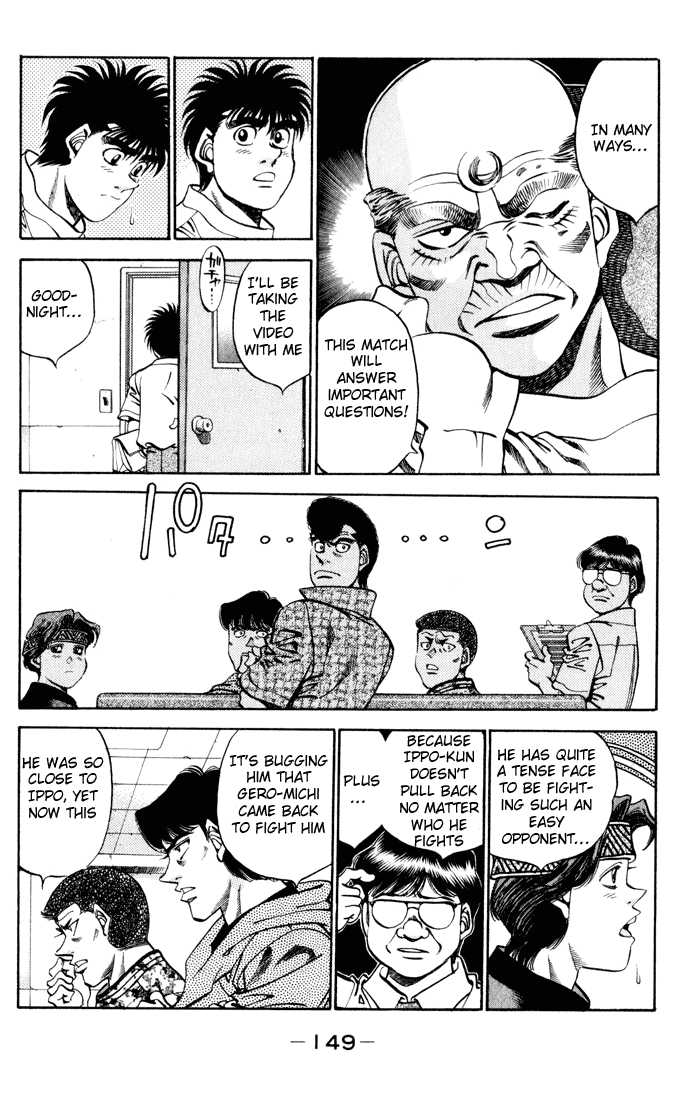 IN MANY
WAYS...
THIS MATCH
WILL
ANSWER
IMPORTANT
QUESTIONS!
I'LL BE
TAKING
THE
VIDEO
WITH ME
ガチャ…
GOOD-
NIGHT...
バタ
HE HAS QUITE
A TENSE FACE
TO BE FIGHT-
ING SUCH AN
EASY
OPPONENT...
BECAUSE
IPPO-KUN
DOESN'T
PULL BACK
NO MATTER
WHO HE
FIGHTS
PLUS
...
IT'S BUGGING
HIM THAT
GERO-MICHI
CAME BACK
TO FIGHT HIM
HE WAS SO
CLOSE TO
IPPO, YET
NOW THIS
-149-